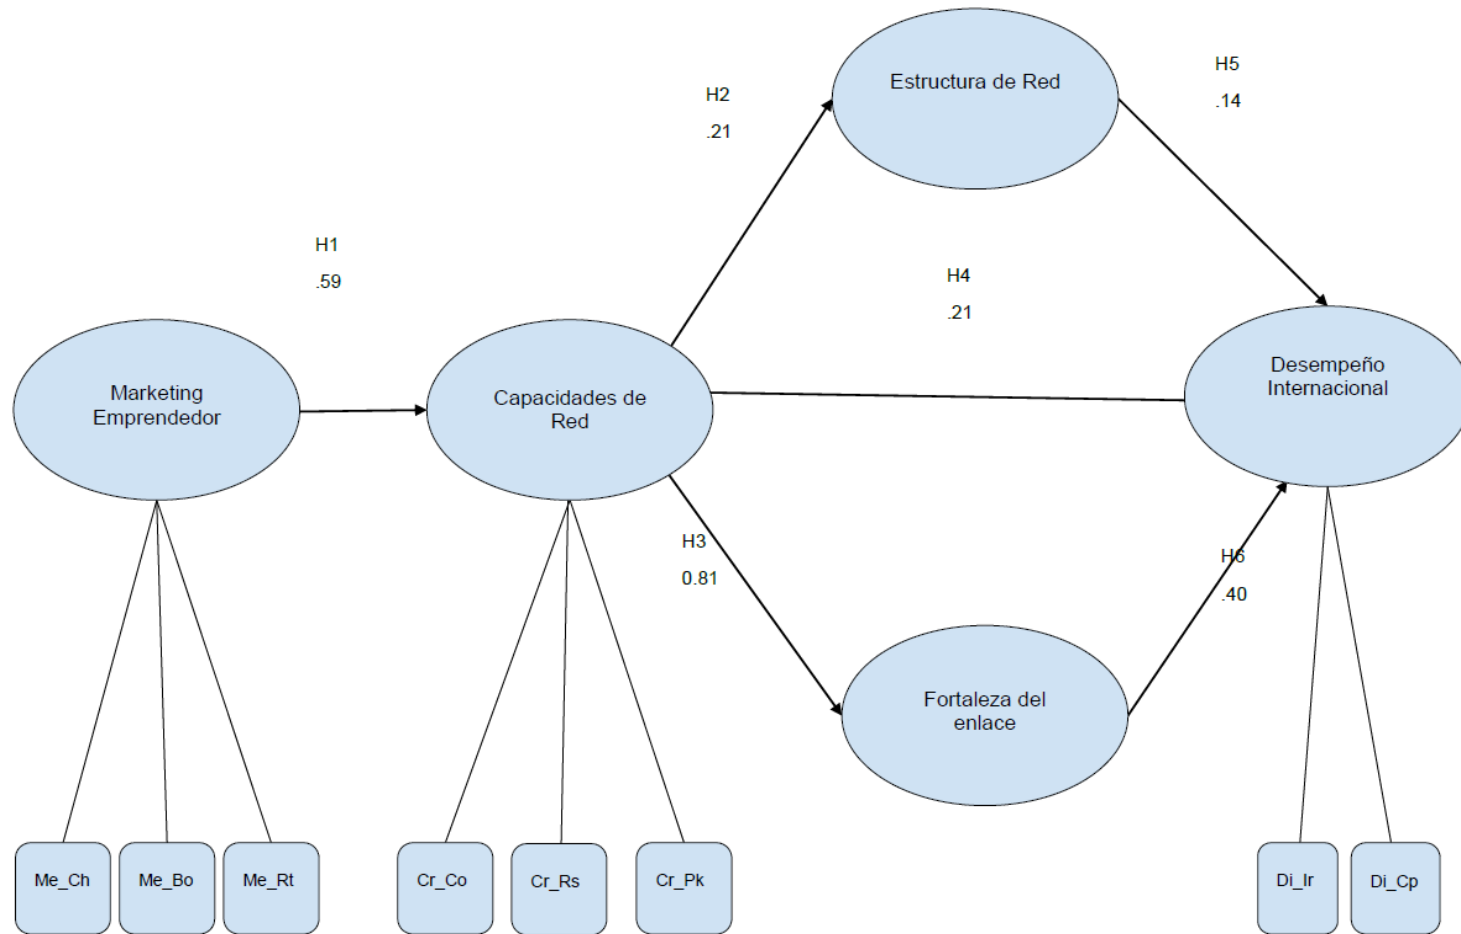 Estructura de Red
H5
.14
H2
.21
H1
.59
H4
.21
Marketing
Emprendedor
Capacidades de
Red
Desempeño
Internacional
H3
0.81
H6
.40
Fortaleza del
enlace
Me_Ch
Me_Bo
Me_Rt
Cr_Co
Cr_Rs
Cr_Pk
Di_Ir
Di_Cp